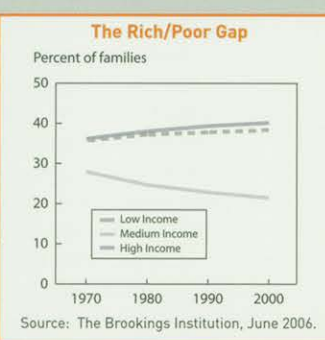 The Rich/Poor Gap
Percent of families
50
40
30
20
10
0
Low Income
Medium Income
High Income
1970 1980 1990 2000
Source: The Brookings Institution, June 2006.